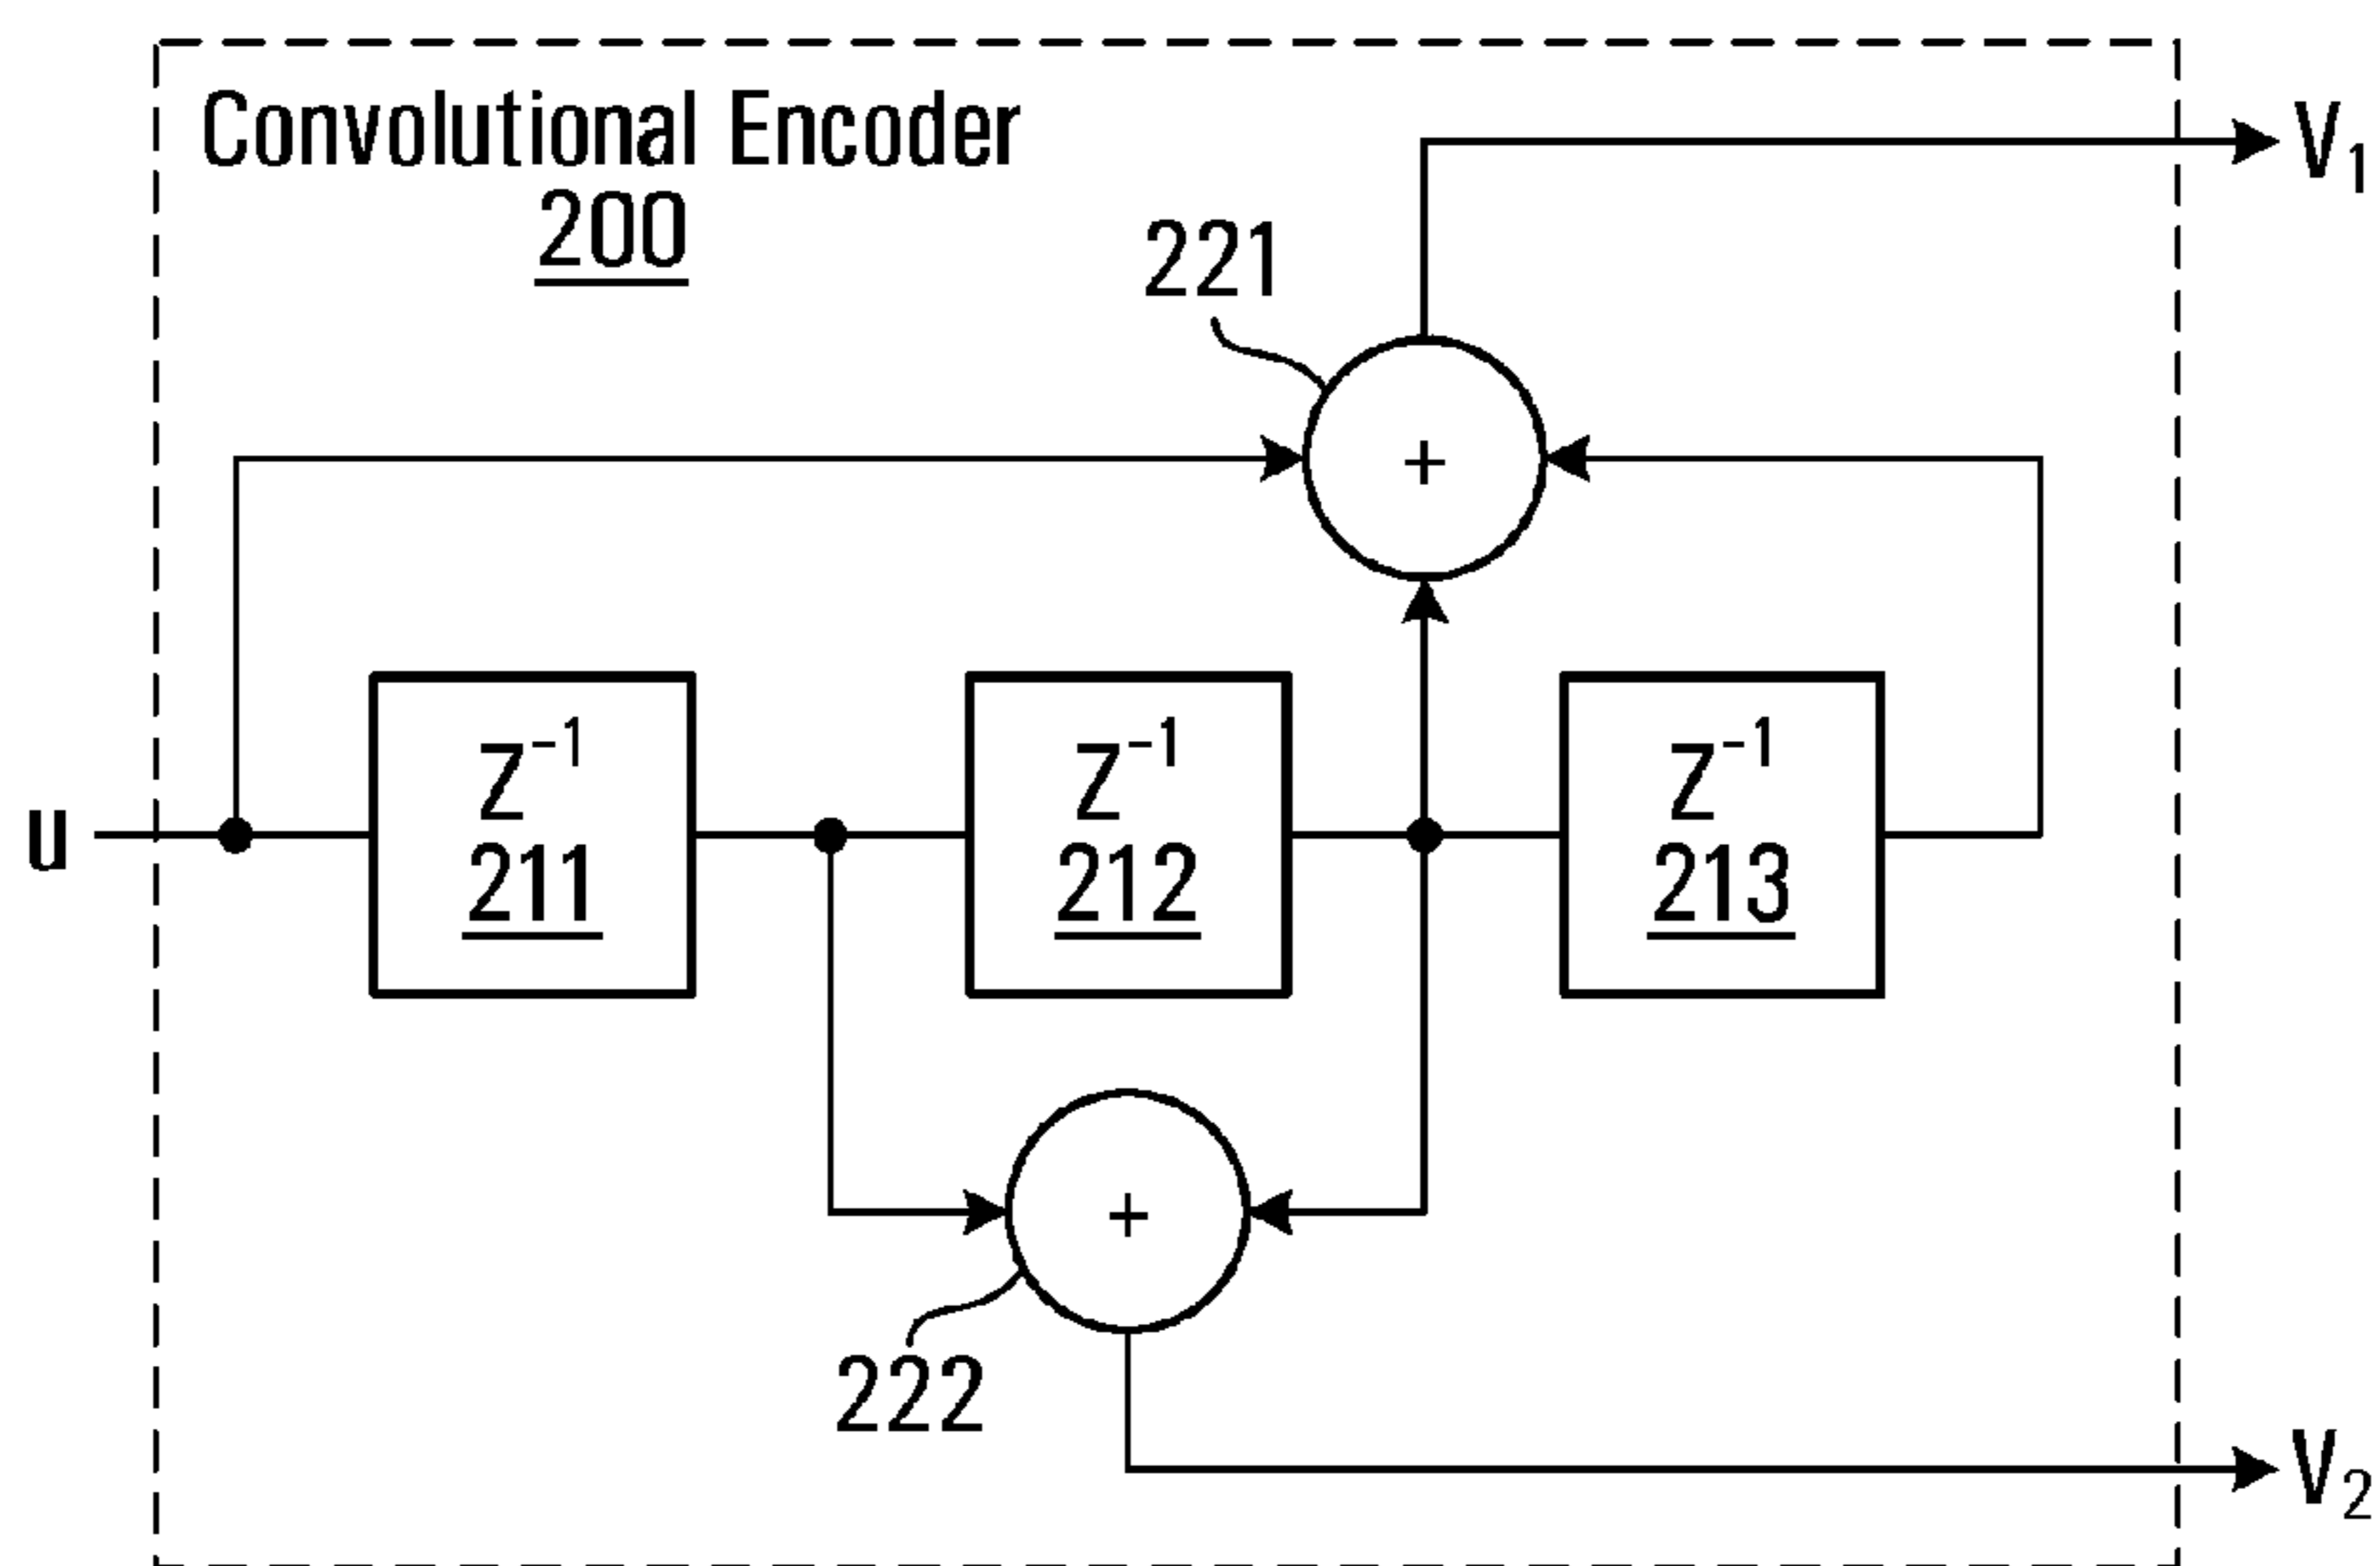 Convolutional Encoder
200
V₁
221
+
u
Z⁻¹
211
Z⁻¹
212
Z⁻¹
213
+
222
V₂